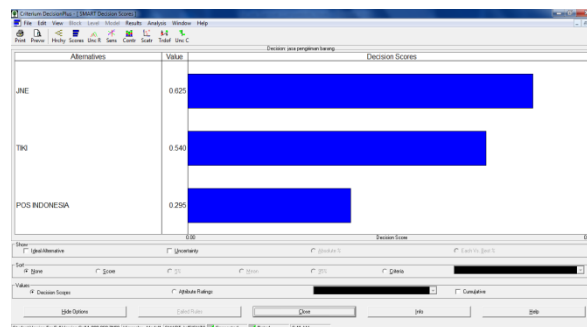 Criterium DecisionPlus - [ SMART Decision Scores ]
File Edit View Block Level Model Results Analysis Window Help
Print Prevw Hrchy Scores Unc R Sens Contr Scatr Trdof Unc C
Decision: jasa pengiriman barang
Alternatives Value Decision Scores
JNE 0.625
TIKI 0.540
POS INDONESIA 0.295
0.00 Decision Score
Show
Ideal Alternative Uncertainty
Sort
None Score Criteria
Values
Decision Scores Attribute Ratings Cumulative
Hide Options Failed Rules Close Info Help